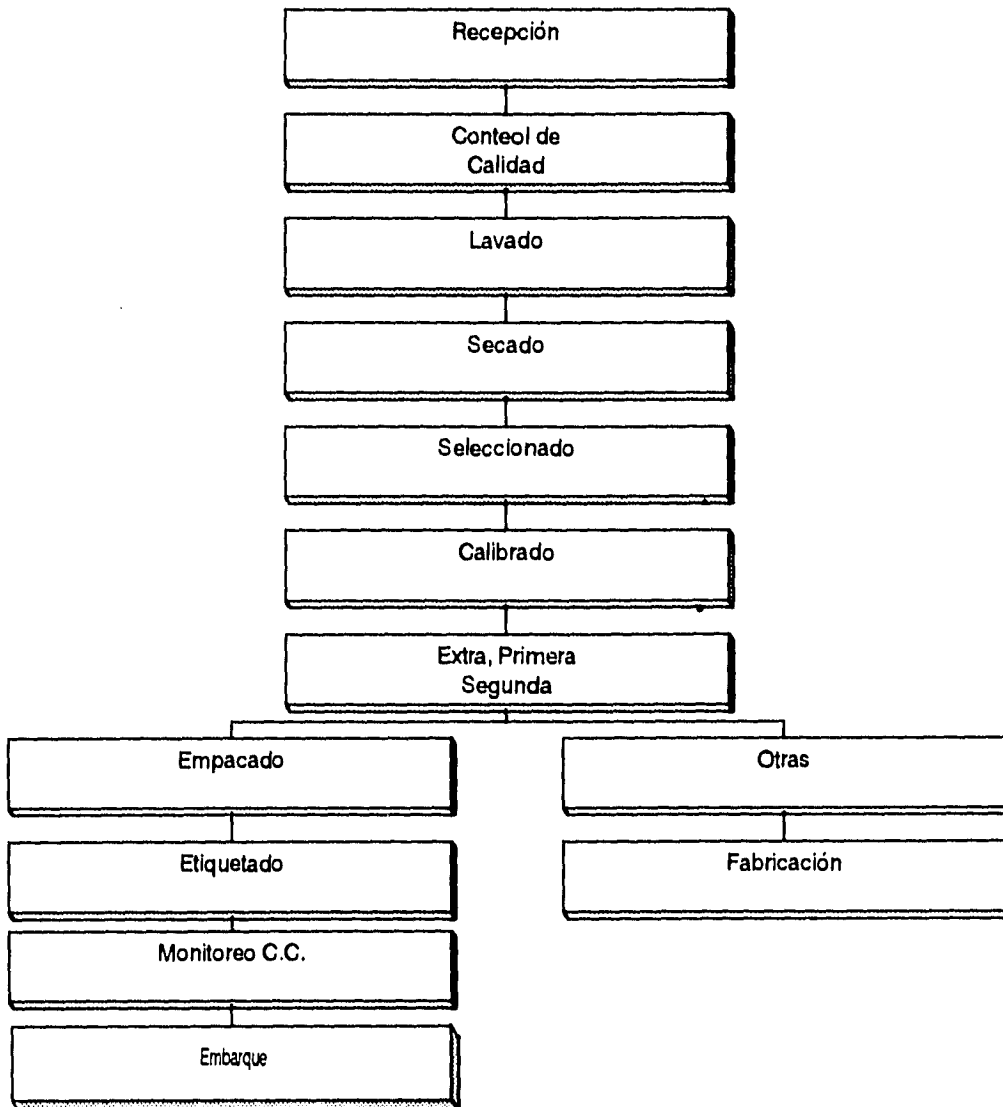 Recepción
Conteol de
Calidad
Lavado
Secado
Seleccionado
Calibrado
Extra, Primera
Segunda
Empacado
Otras
Etiquetado
Fabricación
Monitoreo C.C.
Embarque